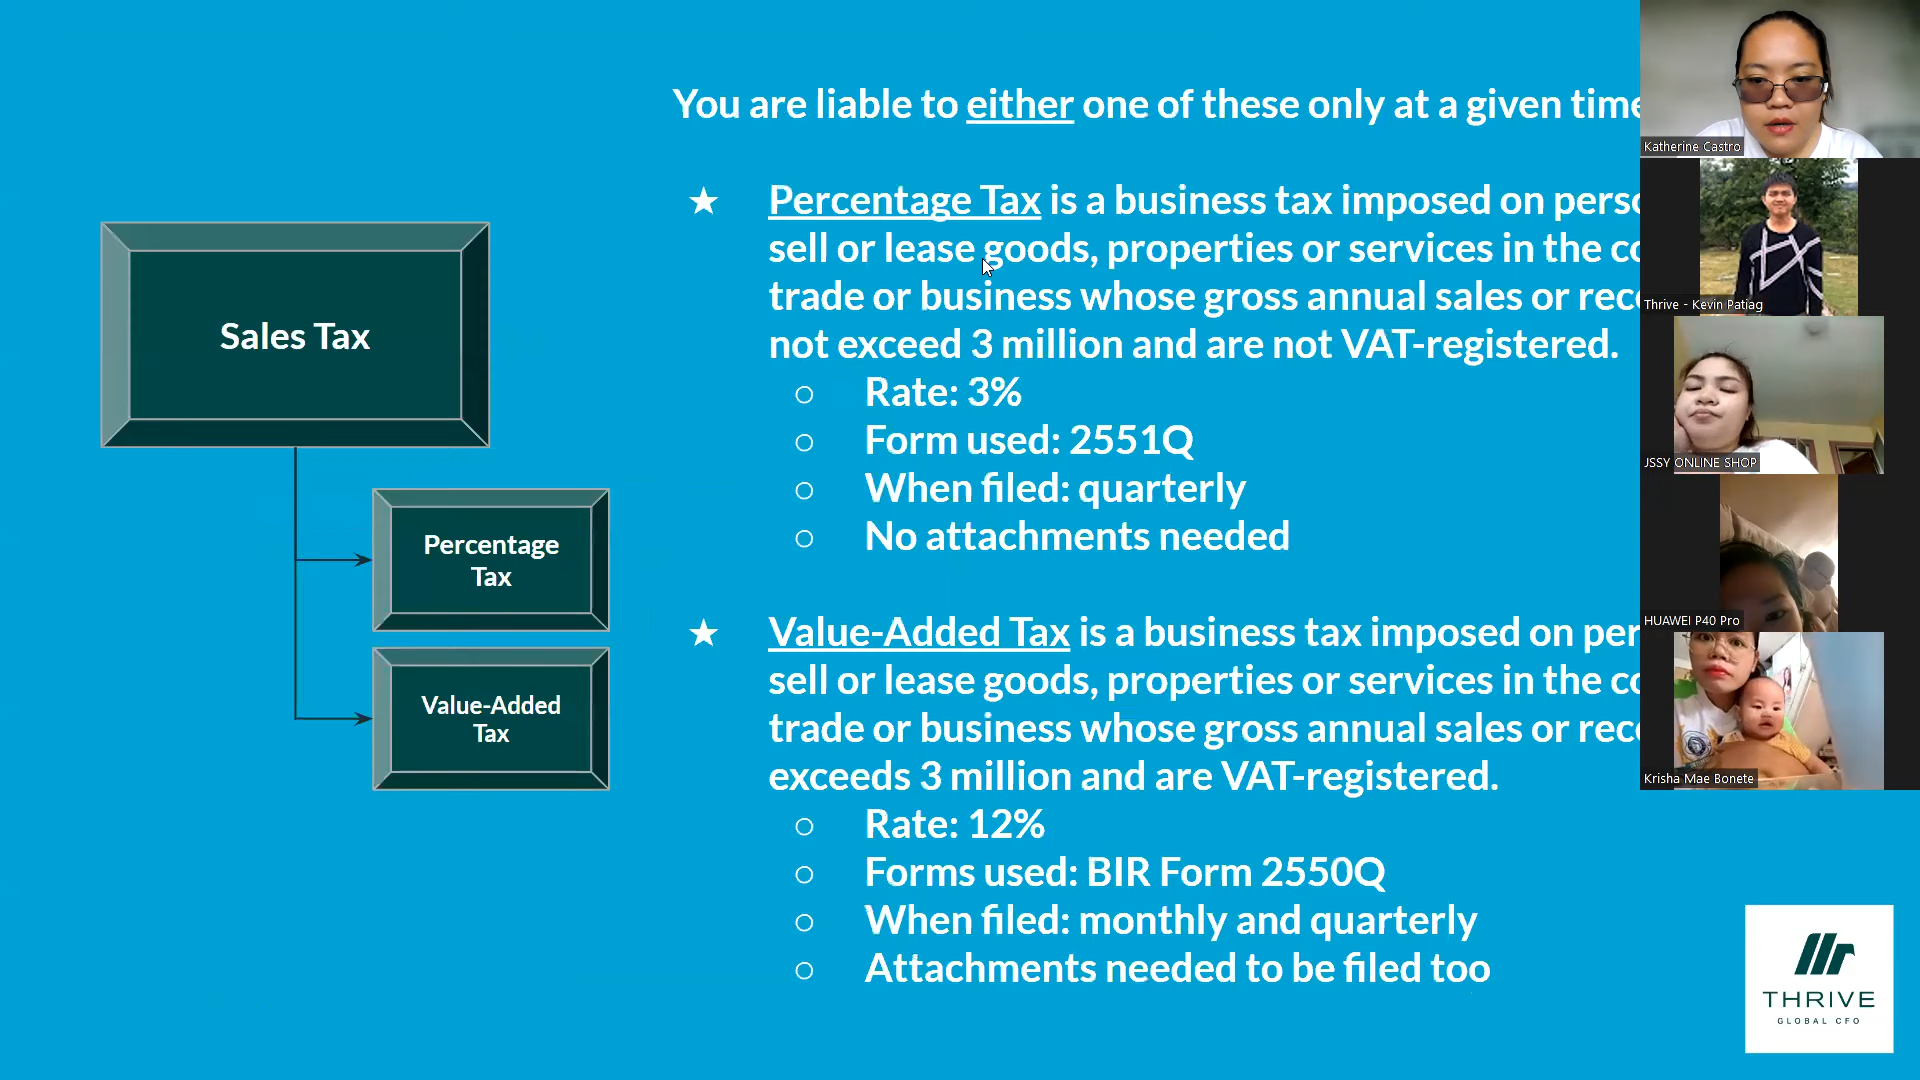 You are liable to either one of these only at a given time
★ Percentage Tax is a business tax imposed on
sell or lease goods, properties or services in the
trade or business whose gross annual sales or
not exceed 3 million and are not VAT-registered.
○ Rate: 3%
○ Form used: 2551Q
○ When filed: quarterly
○ No attachments needed
★ Value-Added Tax is a business tax imposed on
sell or lease goods, properties or services in the
trade or business whose gross annual sales or
exceeds 3 million and are VAT-registered.
○ Rate: 12%
○ Forms used: BIR Form 2550Q
○ When filed: monthly and quarterly
○ Attachments needed to be filed too
Sales Tax
Percentage
Tax
Value-Added
Tax
Katherine Castro
Thrive - Kevin Patiag
JSSY ONLINE SHOP
HUAWEI P40 Pro
Krisha Mae Bonete
THRIVE
GLOBAL CFO